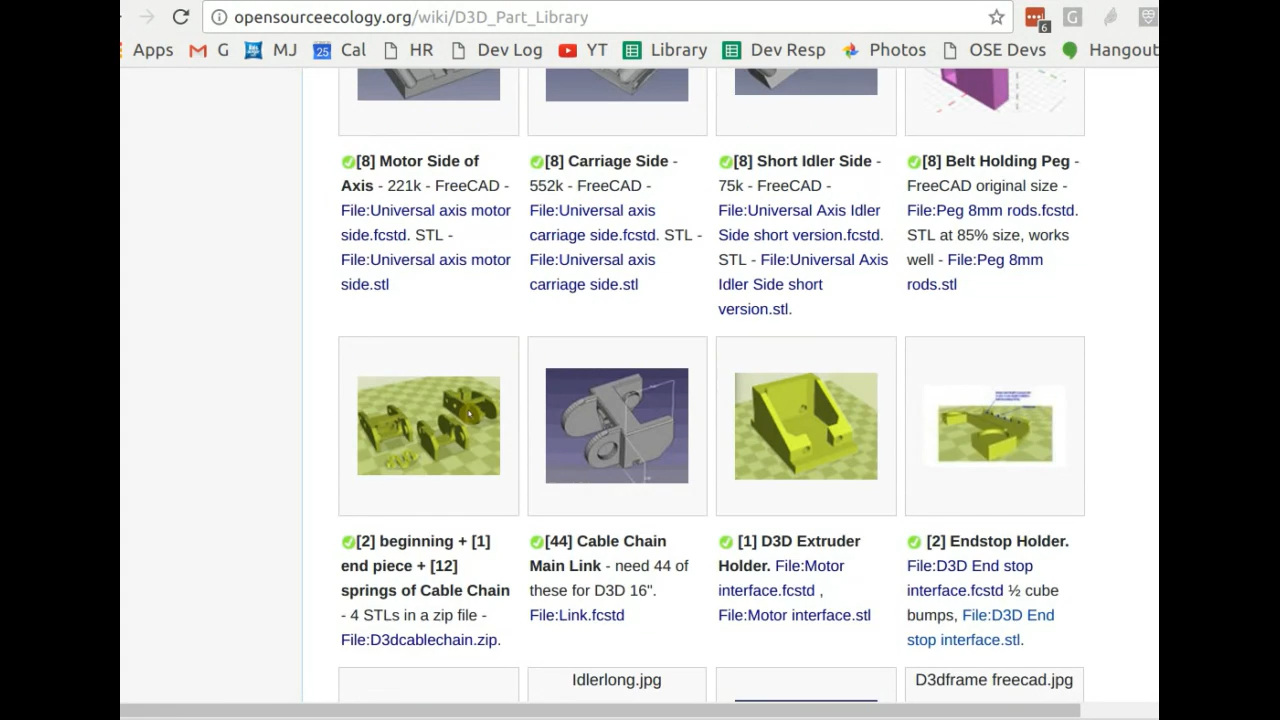 opensourceecology.org/wiki/D3D_Part_Library
6
Apps G MJ 25 Cal HR Dev Log YT Library Dev Resp Photos OSE Devs Hangout
[8] Motor Side of
Axis - 221k - FreeCAD -
File:Universal axis motor
side.fcstd. STL -
File:Universal axis motor
side.stl
[8] Carriage Side -
552k - FreeCAD -
File:Universal axis
carriage side.fcstd. STL -
File:Universal axis
carriage side.stl
[8] Short Idler Side -
75k - FreeCAD -
File:Universal Axis Idler
Side short version.fcstd.
STL - File:Universal Axis
Idler Side short
version.stl.
[8] Belt Holding Peg -
FreeCAD original size -
File:Peg 8mm rods.fcstd.
STL at 85% size, works
well - File:Peg 8mm
rods.stl
[2] beginning + [1]
end piece + [12]
springs of Cable Chain
- 4 STLs in a zip file -
File:D3dcablechain.zip.
[44] Cable Chain
Main Link - need 44 of
these for D3D 16".
File:Link.fcstd
[1] D3D Extruder
Holder. File:Motor
interface.fcstd ,
File:Motor interface.stl
[2] Endstop Holder.
File:D3D End stop
interface.fcstd ½ cube
bumps, File:D3D End
stop interface.stl.
Idlerlong.jpg
D3dframe freecad.jpg